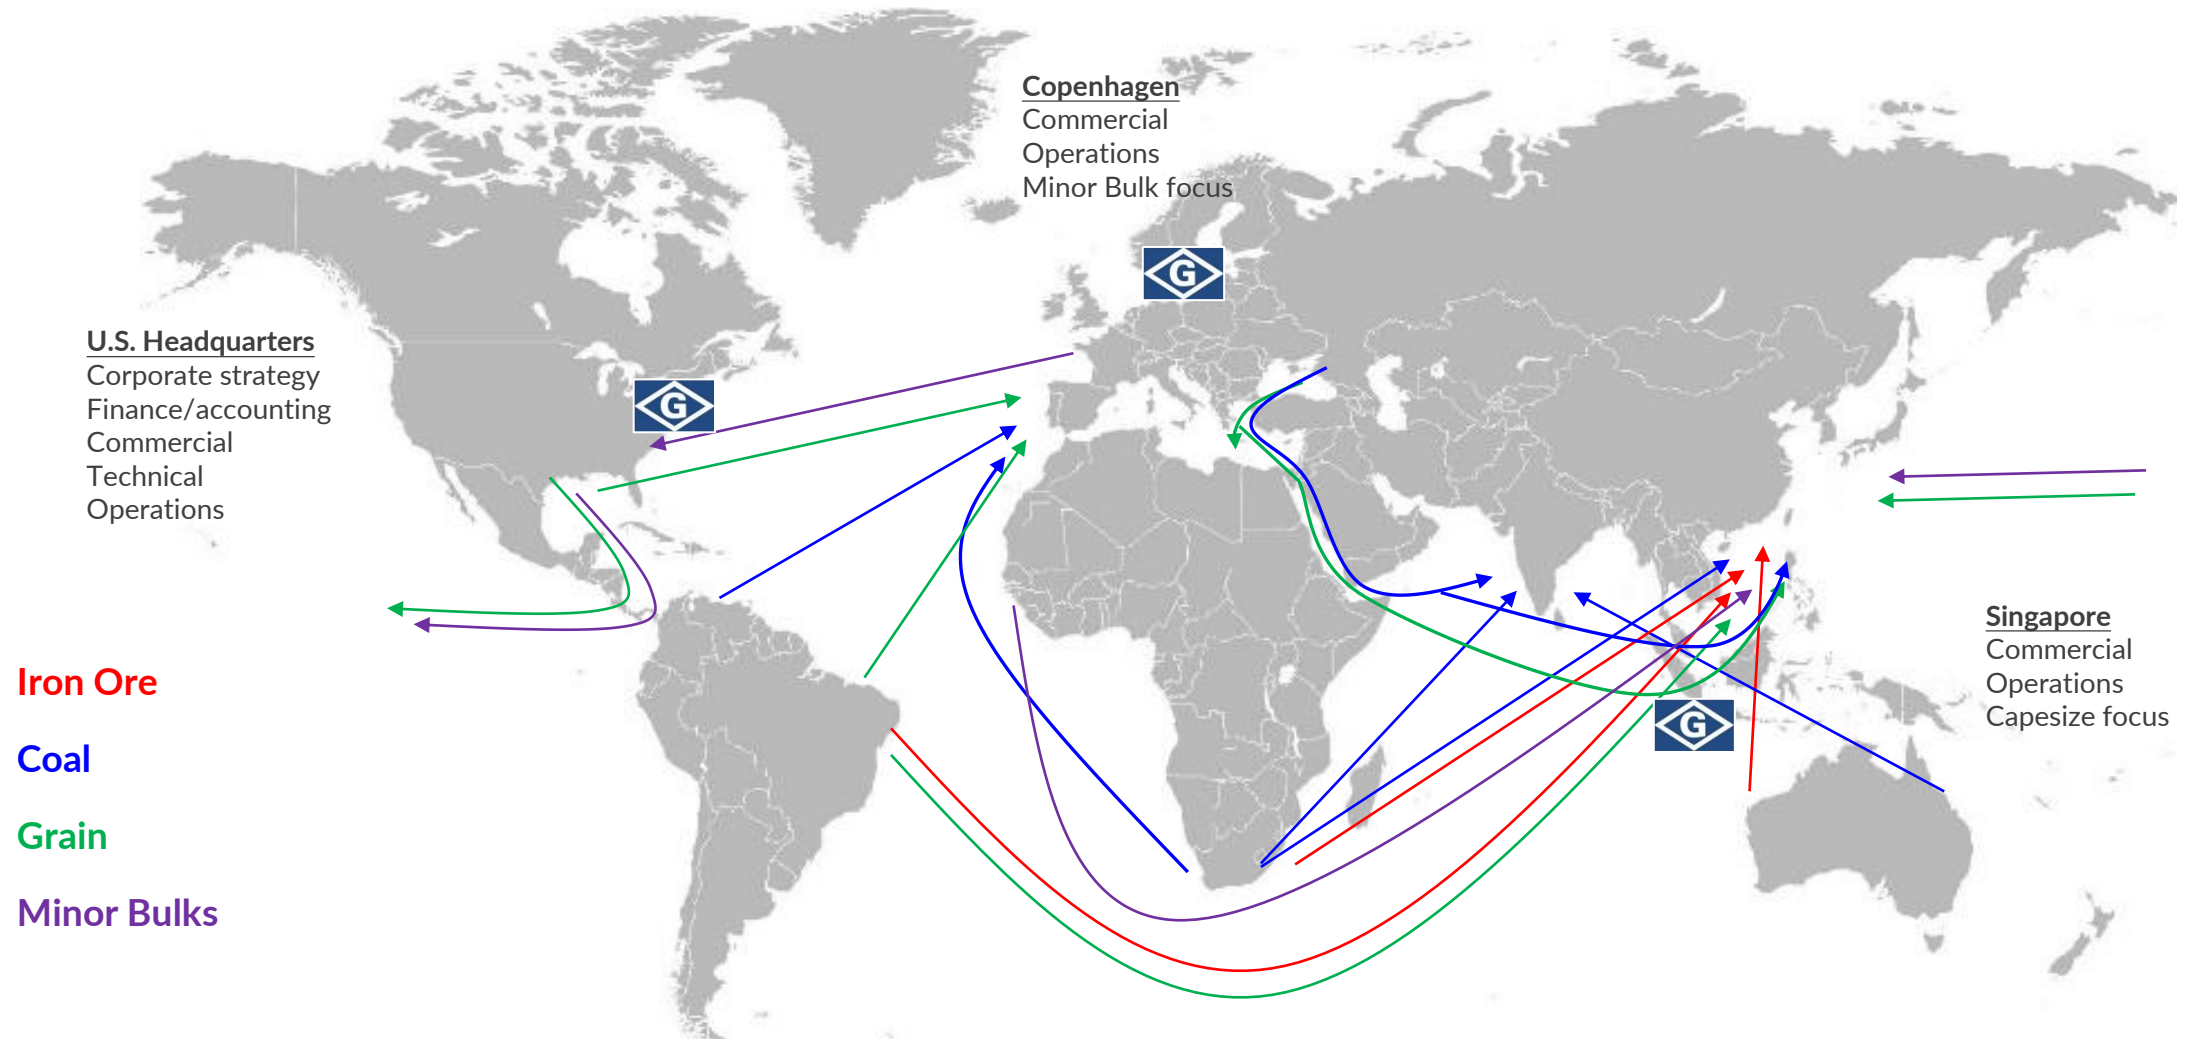 Copenhagen
Commercial
Operations
Minor Bulk focus
G
U.S. Headquarters
Corporate strategy
Finance/accounting
Commercial
Technical
Operations
G
Singapore
Commercial
Operations
Capesize focus
G
Iron Ore
Coal
Grain
Minor Bulks